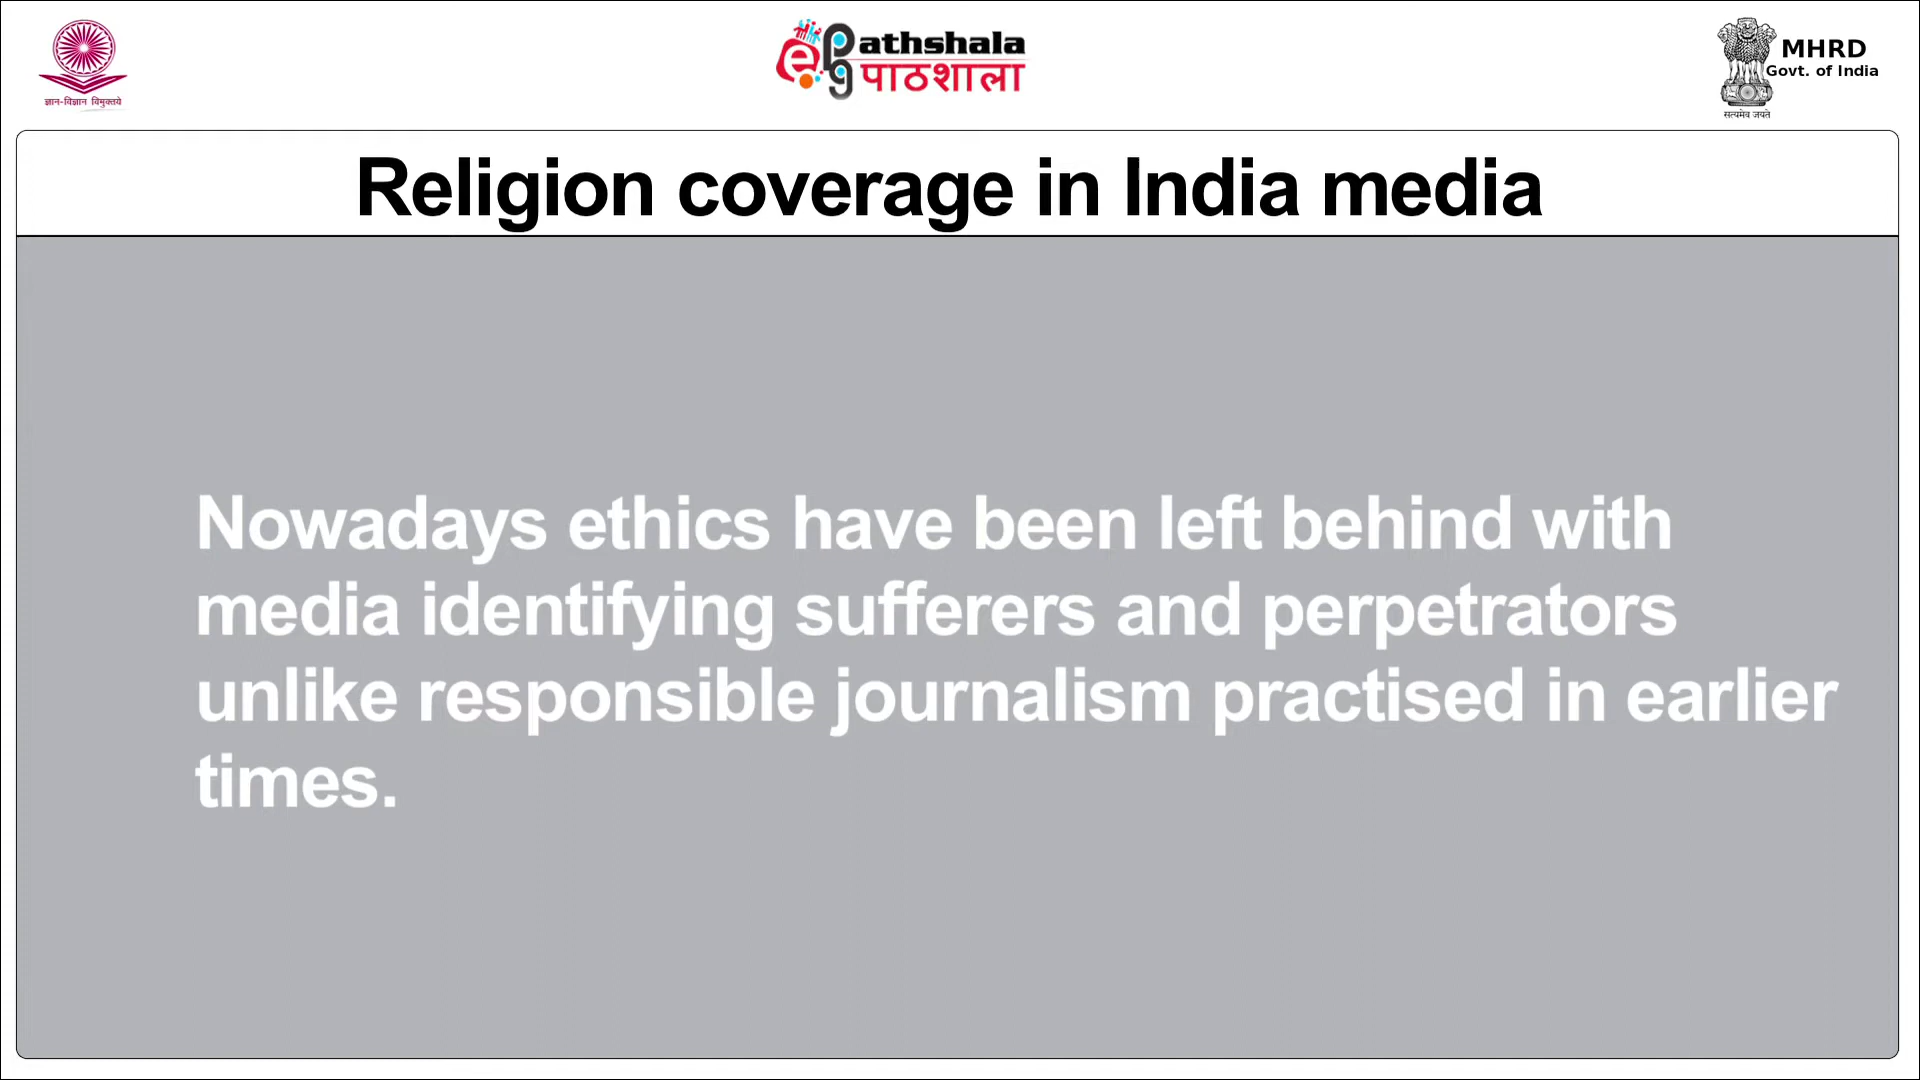 ज्ञान-विज्ञान विमुक्तये
epg athshala
पाठशाला
MHRD
Govt. of India
सत्यमेव जयते
Religion coverage in India media
Nowadays ethics have been left behind with
media identifying sufferers and perpetrators
unlike responsible journalism practised in earlier
times.